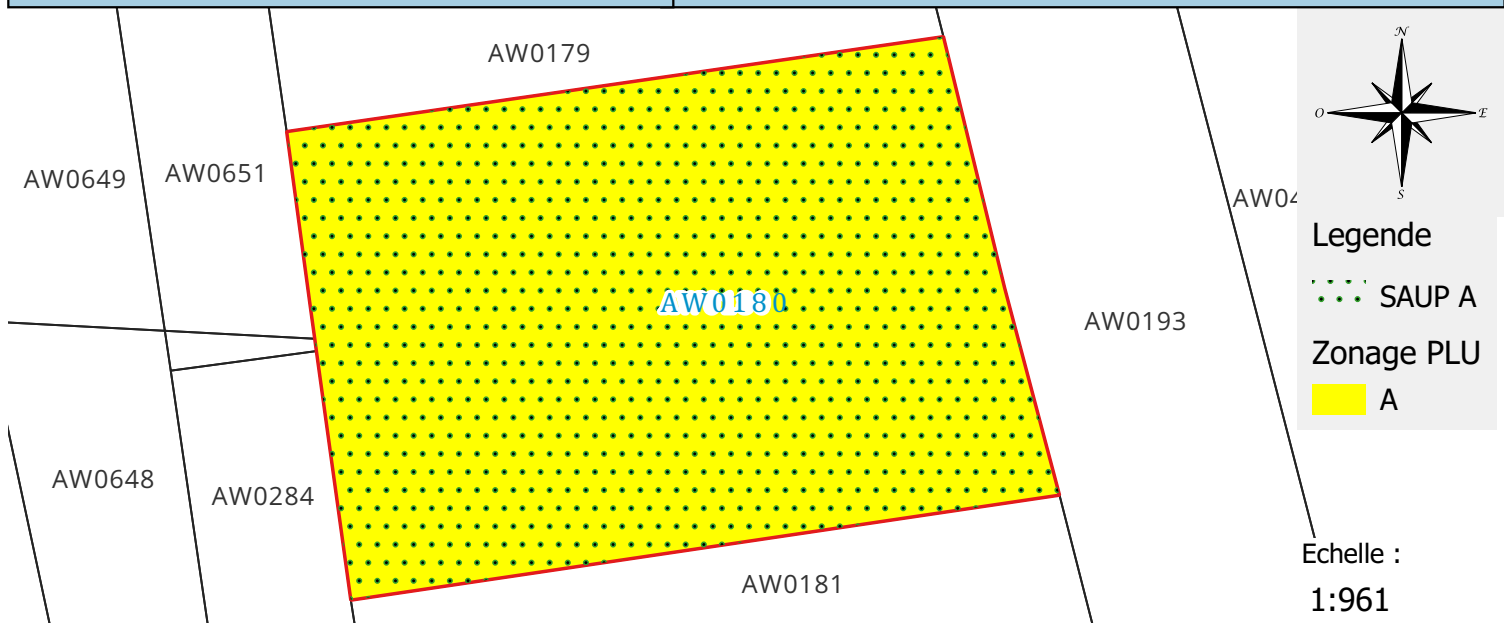 AW0179
AW0649
AW0651
AW0180
AW0193
AW0648
AW0284
AW0181
N
O
E
S
Legende
SAUP A
Zonage PLU
A
Echelle :
1:961